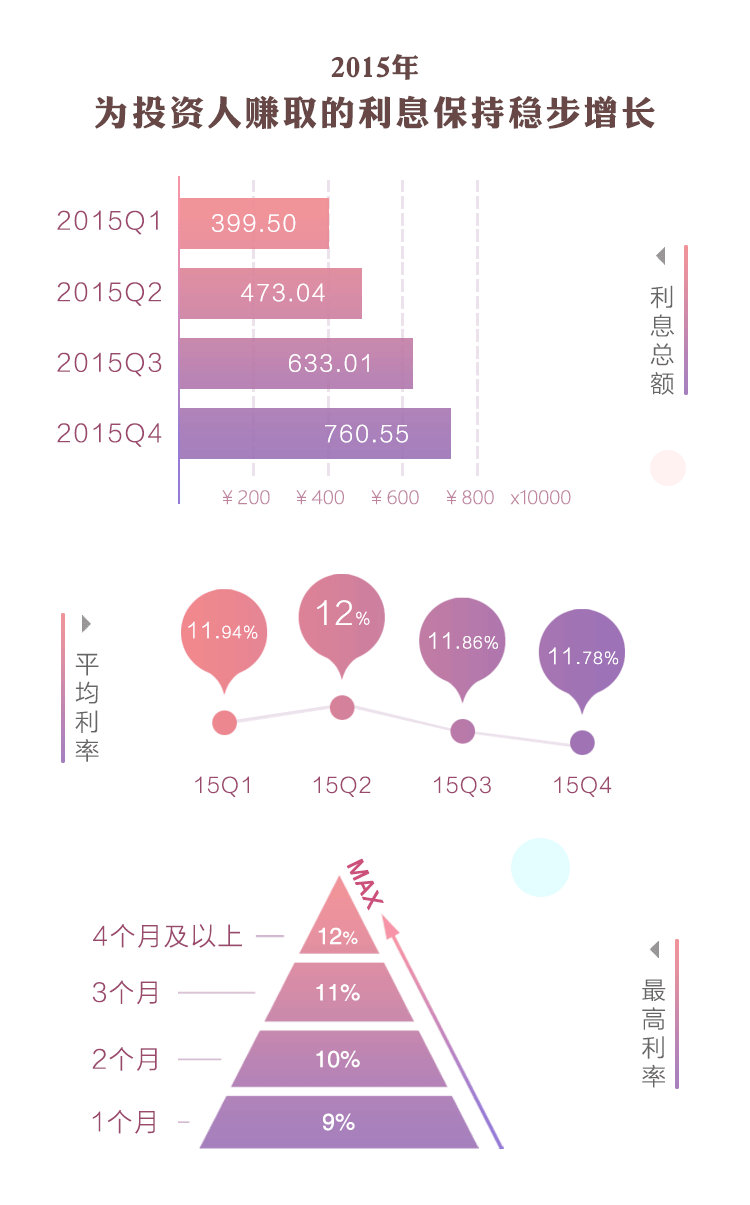 2015年
为投资人赚取的利息保持稳步增长
2015Q1
399.50
2015Q2
473.04
2015Q3
633.01
2015Q4
760.55
¥200 ¥400 ¥600 ¥800 x10000
利息总额
平均利率
11.94%
12%
11.86%
11.78%
15Q1 15Q2 15Q3 15Q4
MAX
4个月及以上
12%
3个月
11%
2个月
10%
1个月
9%
最高利率